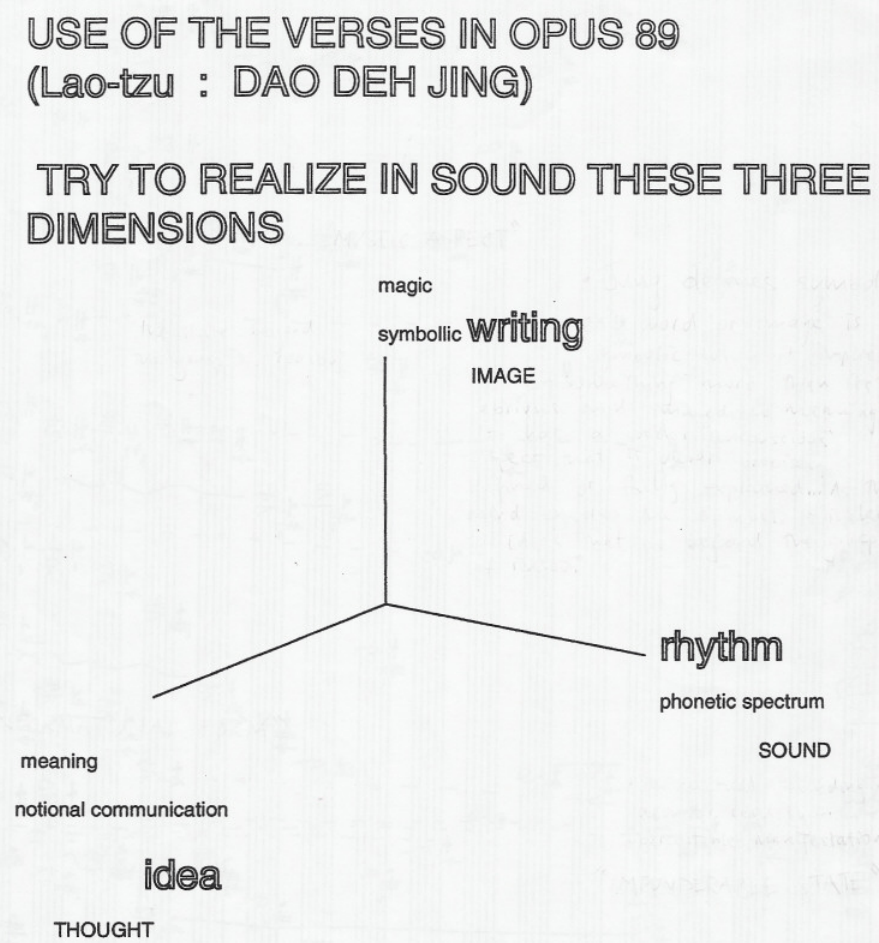 USE OF THE VERSES IN OPUS 89
(Lao-tzu : DAO DEH JING)
TRY TO REALIZE IN SOUND THESE THREE
DIMENSIONS
magic
symbollic writing
IMAGE
rhythm
phonetic spectrum
SOUND
meaning
notional communication
idea
THOUGHT